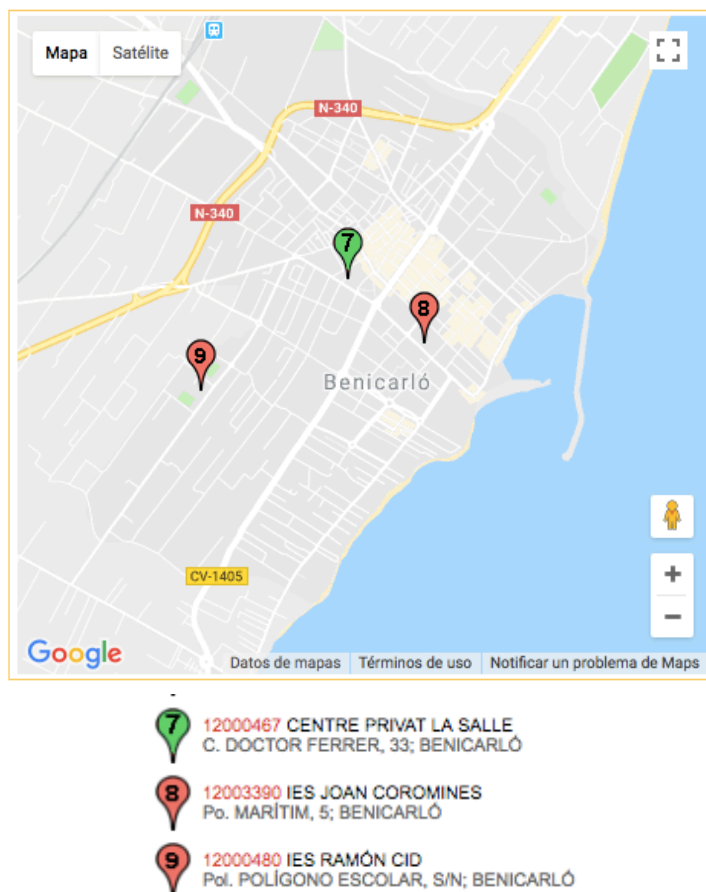 Mapa Satélite
N-340
N-340
7
8
9
Benicarló
CV-1405
Google
Datos de mapas Términos de uso Notificar un problema de Maps
7 12000467 CENTRE PRIVAT LA SALLE
C. DOCTOR FERRER, 33; BENICARLÓ
8 12003390 IES JOAN COROMINES
Po. MARÍTIM, 5; BENICARLÓ
9 12000480 IES RAMÓN CID
Pol. POLÍGONO ESCOLAR, S/N; BENICARLÓ